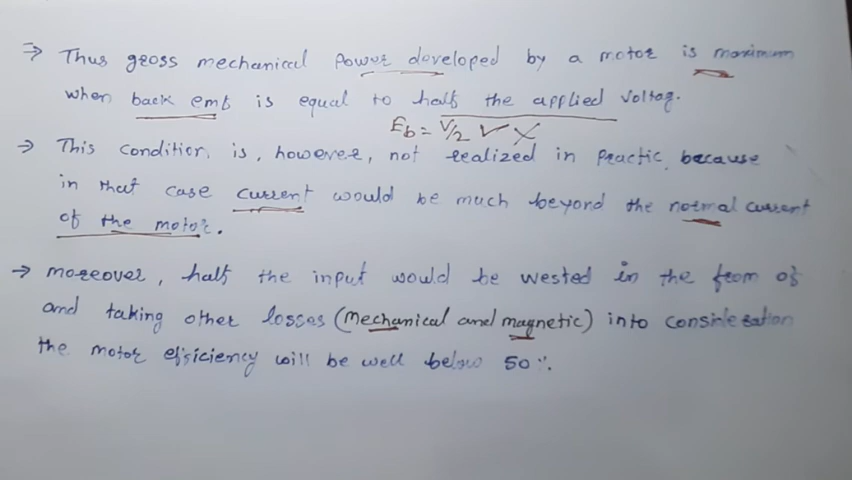 ⇒ Thus gross mechanical power developed by a motor is maximum
when back emf is equal to half the applied voltag.
Eb = V/2 ✓ ✗
→ This condition is, however, not realized in practic, because
in that case current would be much beyond the normal current
of the motor.
→ moreover, half the input would be wested in the from of
and taking other losses (mechanical and magnetic) into consideration
the motor efficiency will be well below 50%.